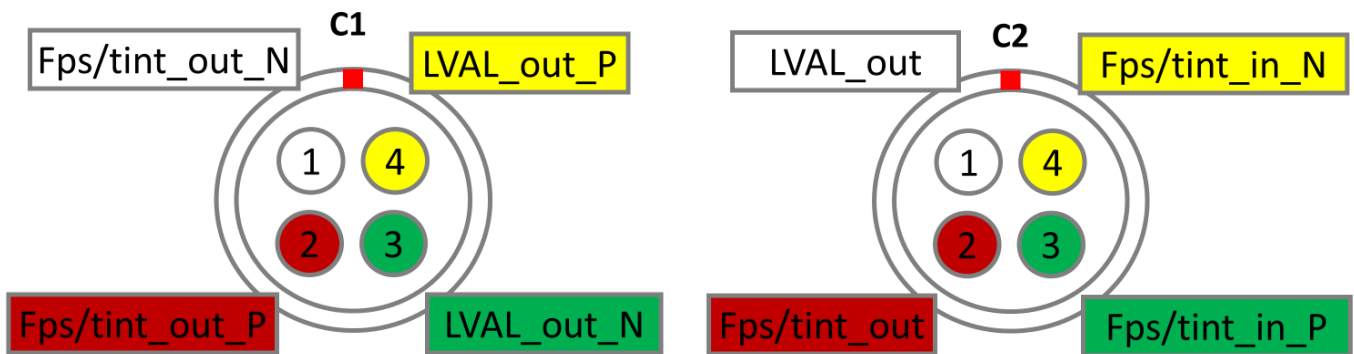 C1
Fps/tint_out_N
LVAL_out_P
1
4
2
3
Fps/tint_out_P
LVAL_out_N
C2
LVAL_out
Fps/tint_in_N
1
4
2
3
Fps/tint_out
Fps/tint_in_P